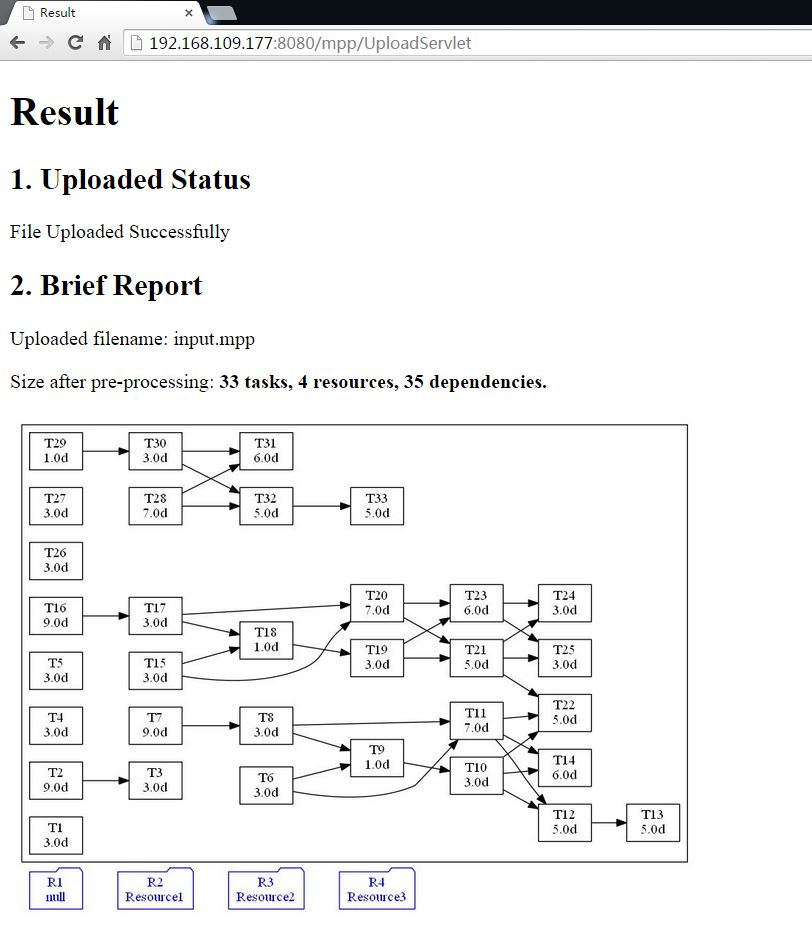 Result
192.168.109.177:8080/mpp/UploadServlet
Result
1. Uploaded Status
File Uploaded Successfully
2. Brief Report
Uploaded filename: input.mpp
Size after pre-processing: 33 tasks, 4 resources, 35 dependencies.
T29
1.0d
T30
3.0d
T31
6.0d
T27
3.0d
T28
7.0d
T32
5.0d
T33
5.0d
T26
3.0d
T16
9.0d
T17
3.0d
T18
1.0d
T20
7.0d
T23
6.0d
T24
3.0d
T5
3.0d
T15
3.0d
T19
3.0d
T21
5.0d
T25
3.0d
T4
3.0d
T7
9.0d
T8
3.0d
T9
1.0d
T11
7.0d
T22
5.0d
T2
9.0d
T3
3.0d
T6
3.0d
T10
3.0d
T14
6.0d
T12
5.0d
T13
5.0d
T1
3.0d
R1
null
R2
Resource1
R3
Resource2
R4
Resource3